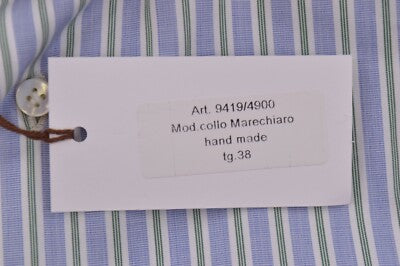 Art. 9419/4900
Mod.collo Marechiaro
hand made
tg.38